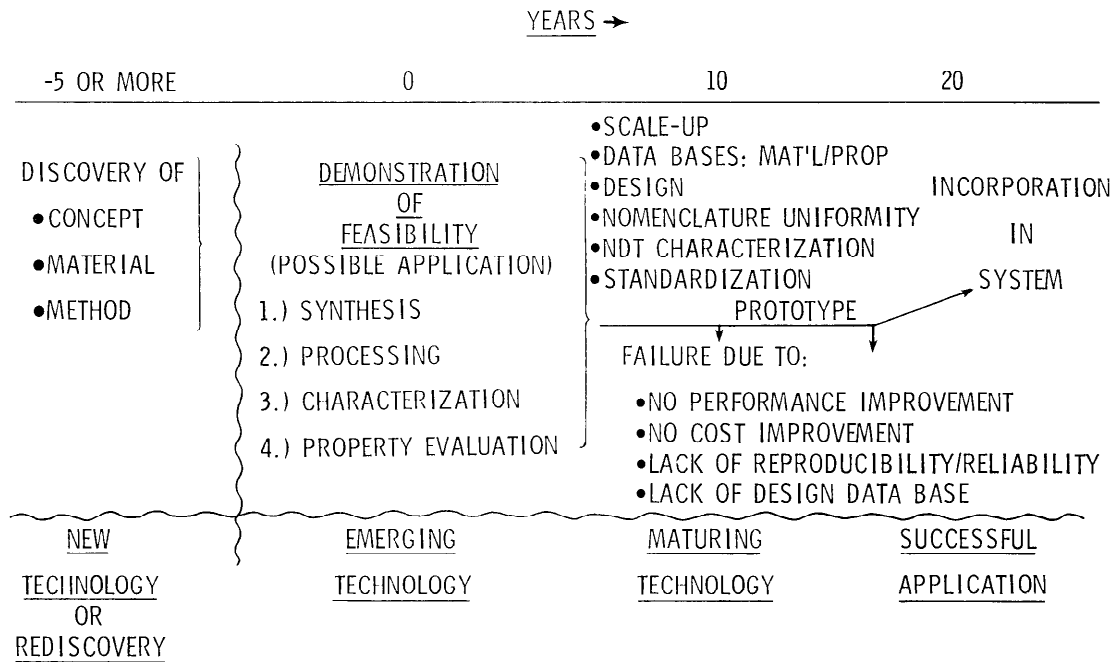 YEARS →
-5 OR MORE 0 10 20
DISCOVERY OF
•CONCEPT
•MATERIAL
•METHOD
DEMONSTRATION
OF
FEASIBILITY
(POSSIBLE APPLICATION)
1.) SYNTHESIS
2.) PROCESSING
3.) CHARACTERIZATION
4.) PROPERTY EVALUATION
•SCALE-UP
•DATA BASES: MAT'L/PROP
•DESIGN
•NOMENCLATURE UNIFORMITY
•NDT CHARACTERIZATION
•STANDARDIZATION
PROTOTYPE
FAILURE DUE TO:
•NO PERFORMANCE IMPROVEMENT
•NO COST IMPROVEMENT
•LACK OF REPRODUCIBILITY/RELIABILITY
•LACK OF DESIGN DATA BASE
INCORPORATION
IN
SYSTEM
NEW
TECHNOLOGY
OR
REDISCOVERY
EMERGING
TECHNOLOGY
MATURING
TECHNOLOGY
SUCCESSFUL
APPLICATION